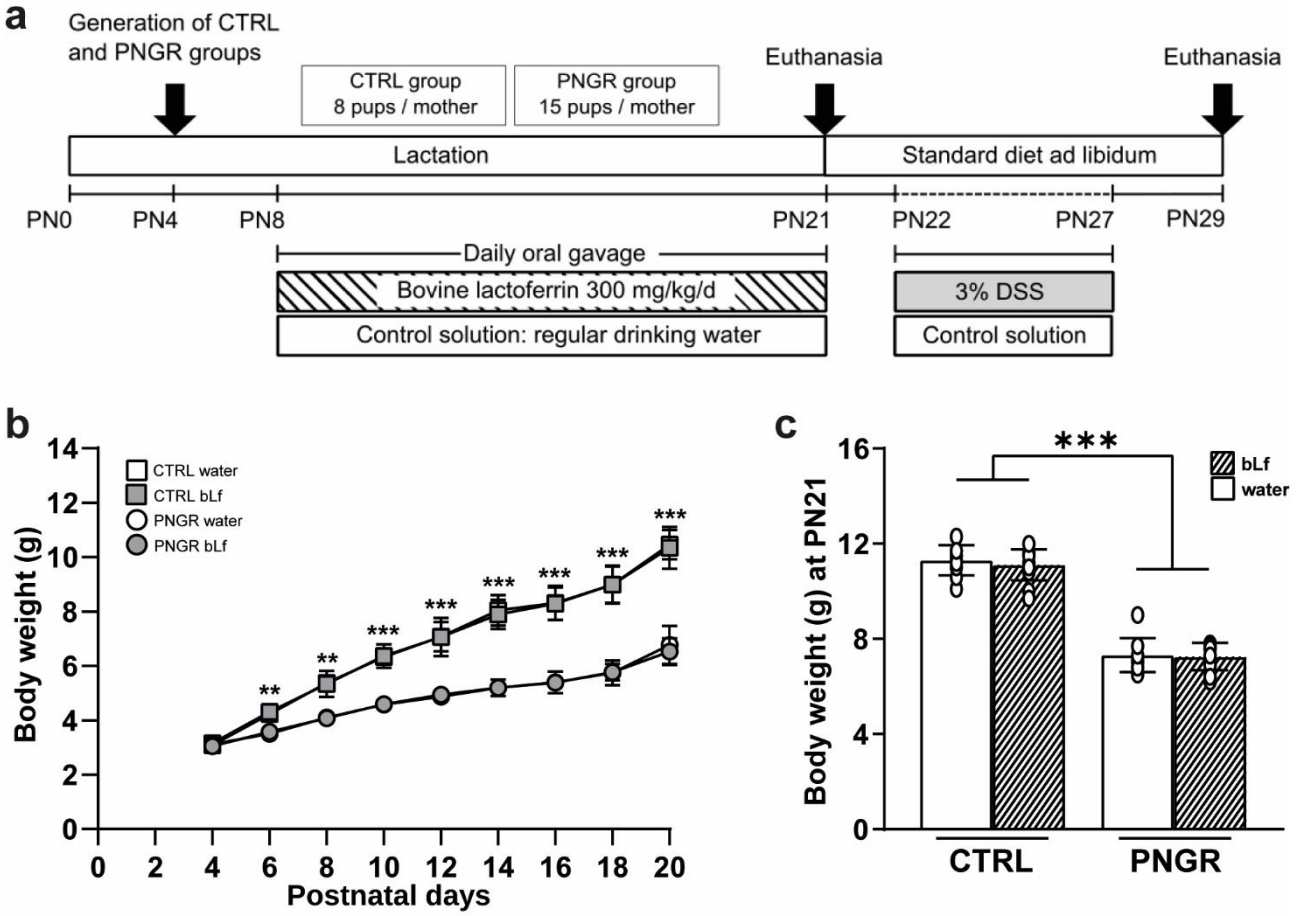 a
Generation of CTRL
and PNGR groups
CTRL group
8 pups / mother
PNGR group
15 pups / mother
Euthanasia
Euthanasia
Lactation
Standard diet ad libidum
PN0
PN4
PN8
PN21
PN22
PN27
PN29
Daily oral gavage
Bovine lactoferrin 300 mg/kg/d
3% DSS
Control solution: regular drinking water
Control solution
b
14
12
10
8
6
4
2
0
Body weight (g)
CTRL water
CTRL bLf
PNGR water
PNGR bLf
**
**
***
***
***
***
***
***
0
2
4
6
8
10
12
14
16
18
20
Postnatal days
c
16
12
8
4
0
Body weight (g) at PN21
***
bLf
water
CTRL
PNGR